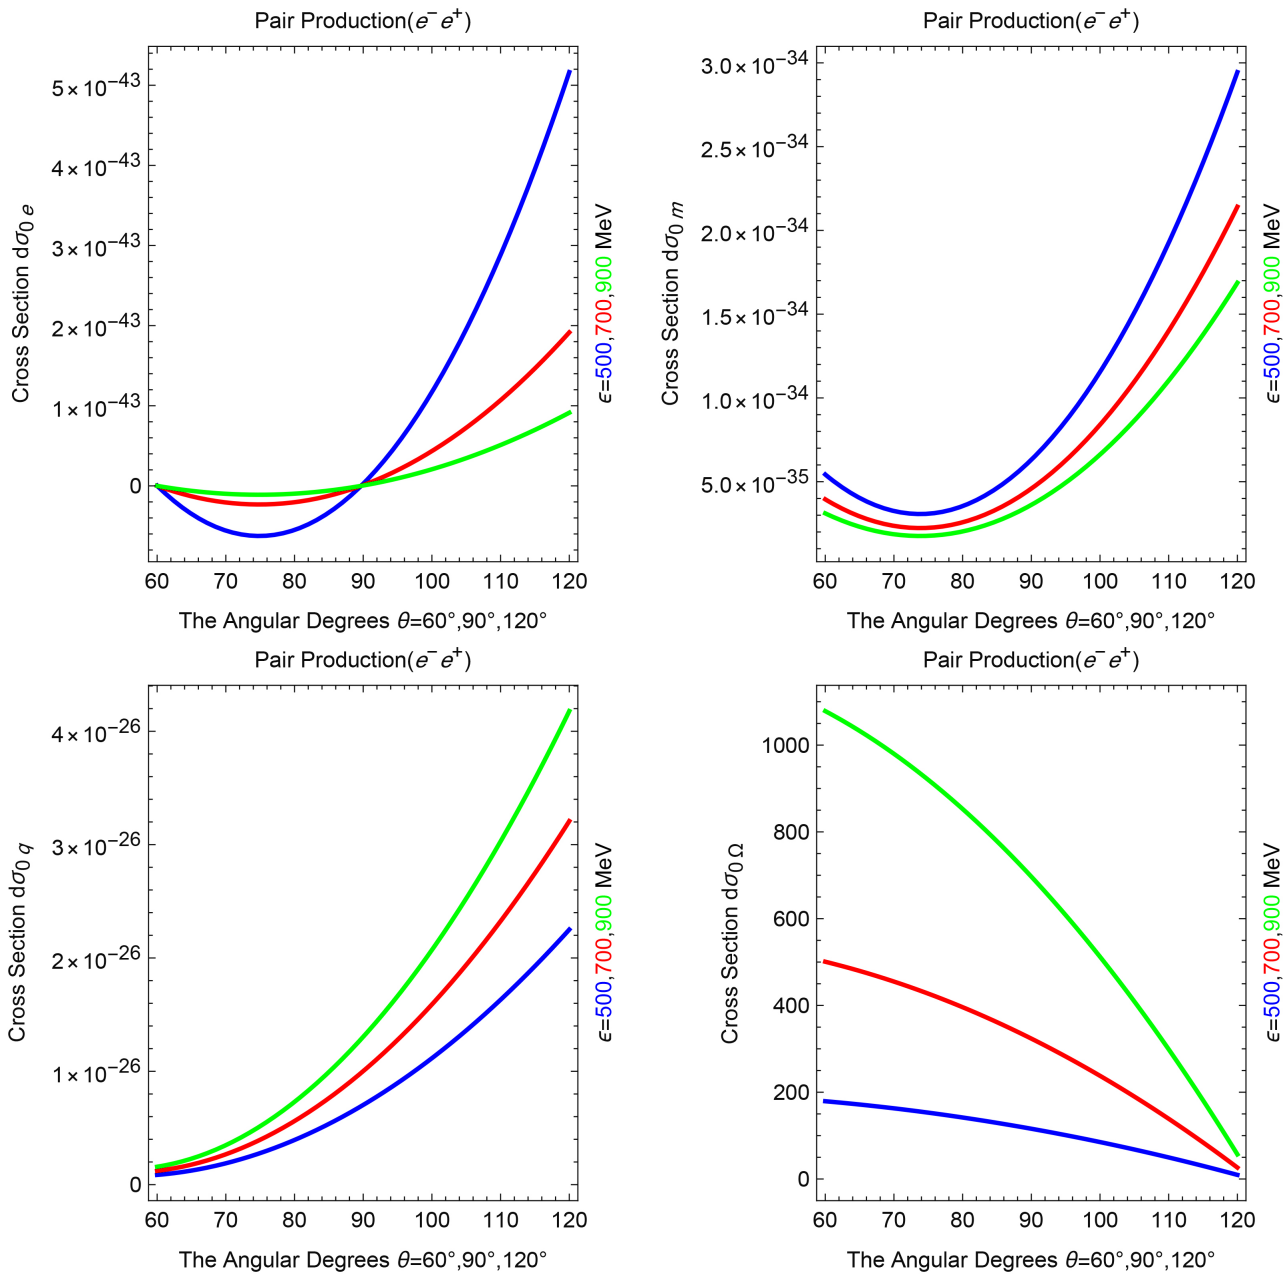 Pair Production(e⁻e⁺)
5×10⁻⁴³
4×10⁻⁴³
3×10⁻⁴³
2×10⁻⁴³
1×10⁻⁴³
0
Cross Section dσ₀ e
60 70 80 90 100 110 120
The Angular Degrees θ=60°,90°,120°
ϵ=500,700,900 MeV
Pair Production(e⁻e⁺)
3.0×10⁻³⁴
2.5×10⁻³⁴
2.0×10⁻³⁴
1.5×10⁻³⁴
1.0×10⁻³⁴
5.0×10⁻³⁵
Cross Section dσ₀ m
60 70 80 90 100 110 120
The Angular Degrees θ=60°,90°,120°
ϵ=500,700,900 MeV
Pair Production(e⁻e⁺)
4×10⁻²⁶
3×10⁻²⁶
2×10⁻²⁶
1×10⁻²⁶
0
Cross Section dσ₀ q
60 70 80 90 100 110 120
The Angular Degrees θ=60°,90°,120°
ϵ=500,700,900 MeV
Pair Production(e⁻e⁺)
1000
800
600
400
200
0
Cross Section dσ₀ Ω
60 70 80 90 100 110 120
The Angular Degrees θ=60°,90°,120°
ϵ=500,700,900 MeV